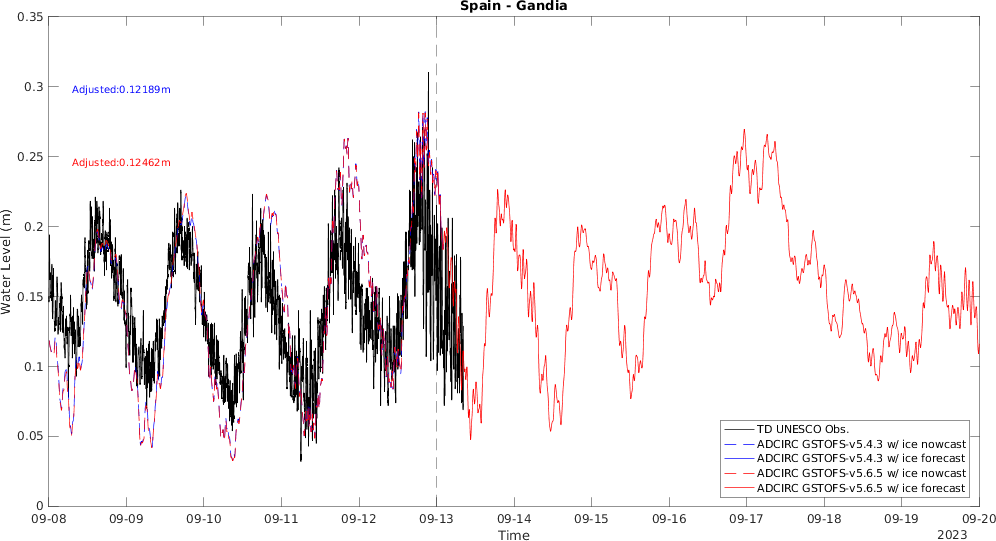 Spain - Gandia
0.35
0.3
0.25
0.2
0.15
0.1
0.05
0
Water Level (m)
Adjusted:0.12189m
Adjusted:0.12462m
TD UNESCO Obs.
ADCIRC GSTOFS-v5.4.3 w/ ice nowcast
ADCIRC GSTOFS-v5.4.3 w/ ice forecast
ADCIRC GSTOFS-v5.6.5 w/ ice nowcast
ADCIRC GSTOFS-v5.6.5 w/ ice forecast
09-08 09-09 09-10 09-11 09-12 09-13 09-14 09-15 09-16 09-17 09-18 09-19 09-20
Time
2023